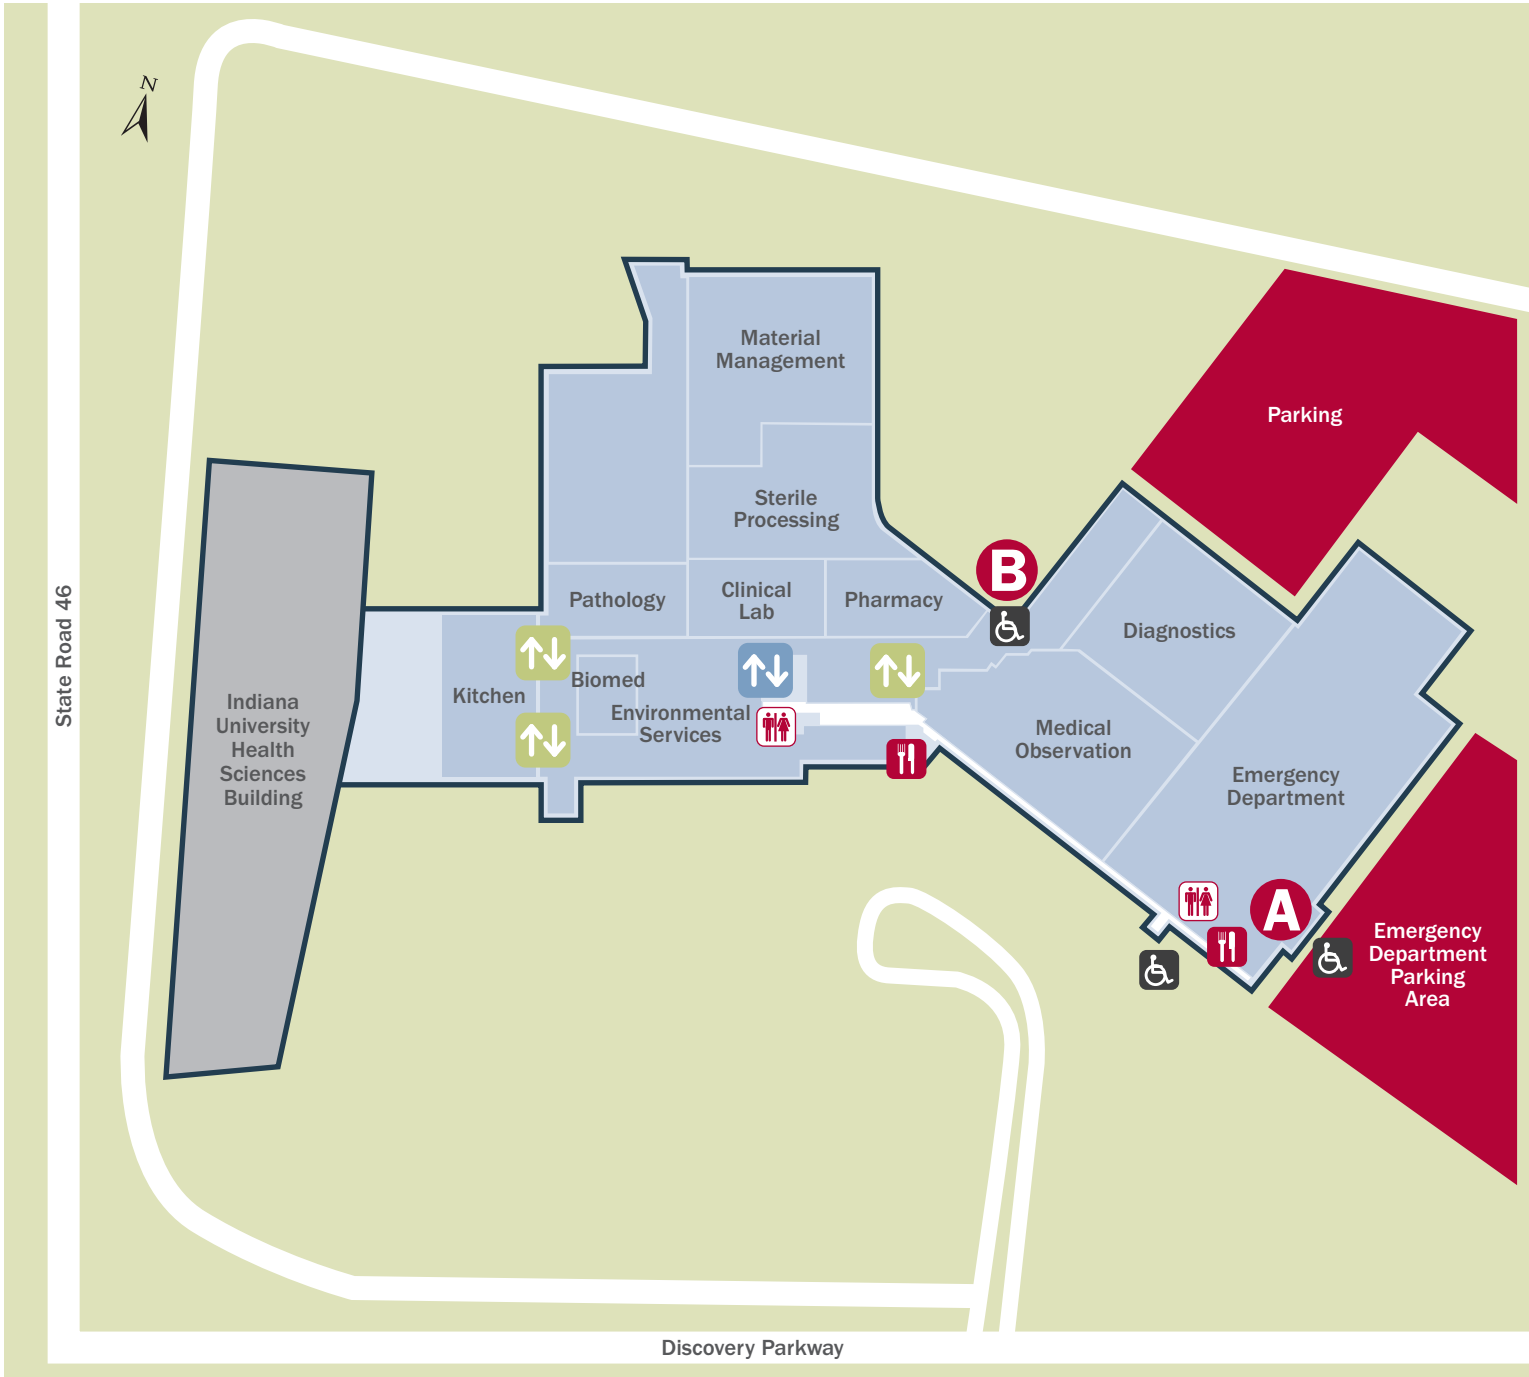 N
Material
Management
Parking
Sterile
Processing
B
Pathology
Clinical
Lab
Pharmacy
Diagnostics
State Road 46
Kitchen
Biomed
Environmental
Services
Indiana
University
Health
Sciences
Building
Medical
Observation
Emergency
Department
A
Emergency
Department
Parking
Area
Discovery Parkway